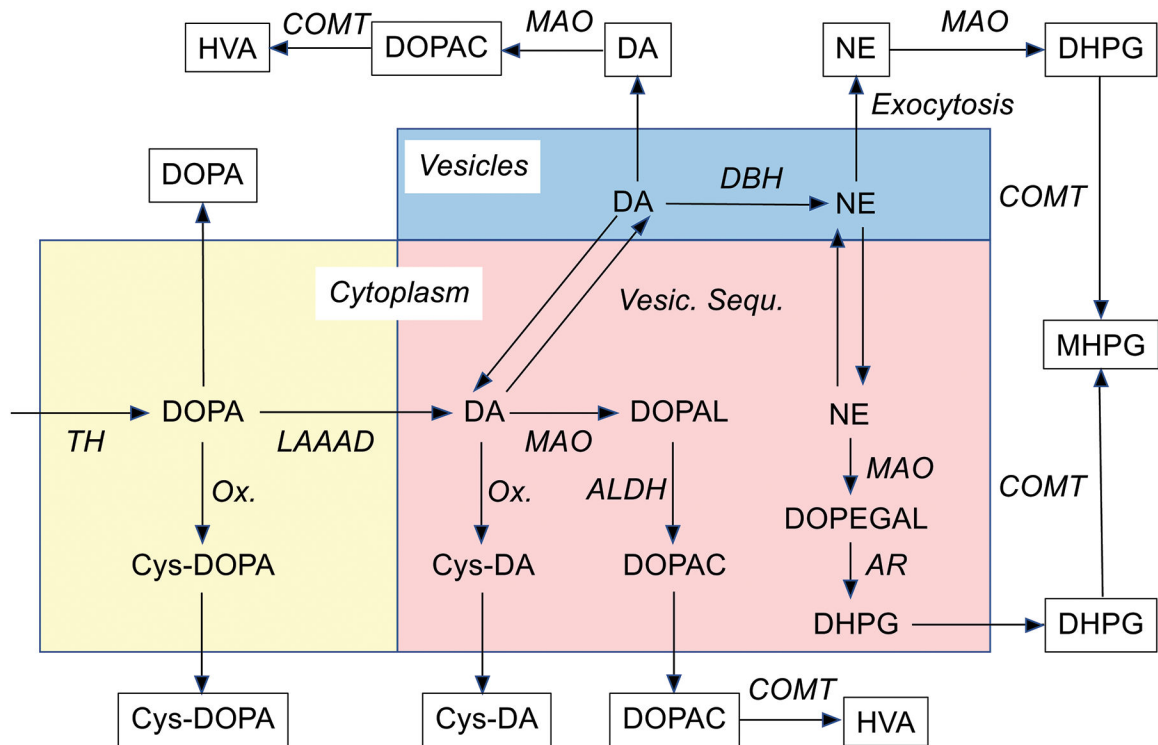 COMT
MAO
MAO
HVA
DOPAC
DA
NE
DHPG
Exocytosis
Vesicles
DOPA
DBH
COMT
DA
NE
Cytoplasm
Vesic. Sequ.
MHPG
DOPA
DA
DOPAL
NE
TH
LAAAD
MAO
MAO
Ox.
Ox.
ALDH
COMT
DOPEGAL
Cys-DOPA
Cys-DA
DOPAC
AR
DHPG
DHPG
COMT
Cys-DOPA
Cys-DA
DOPAC
HVA